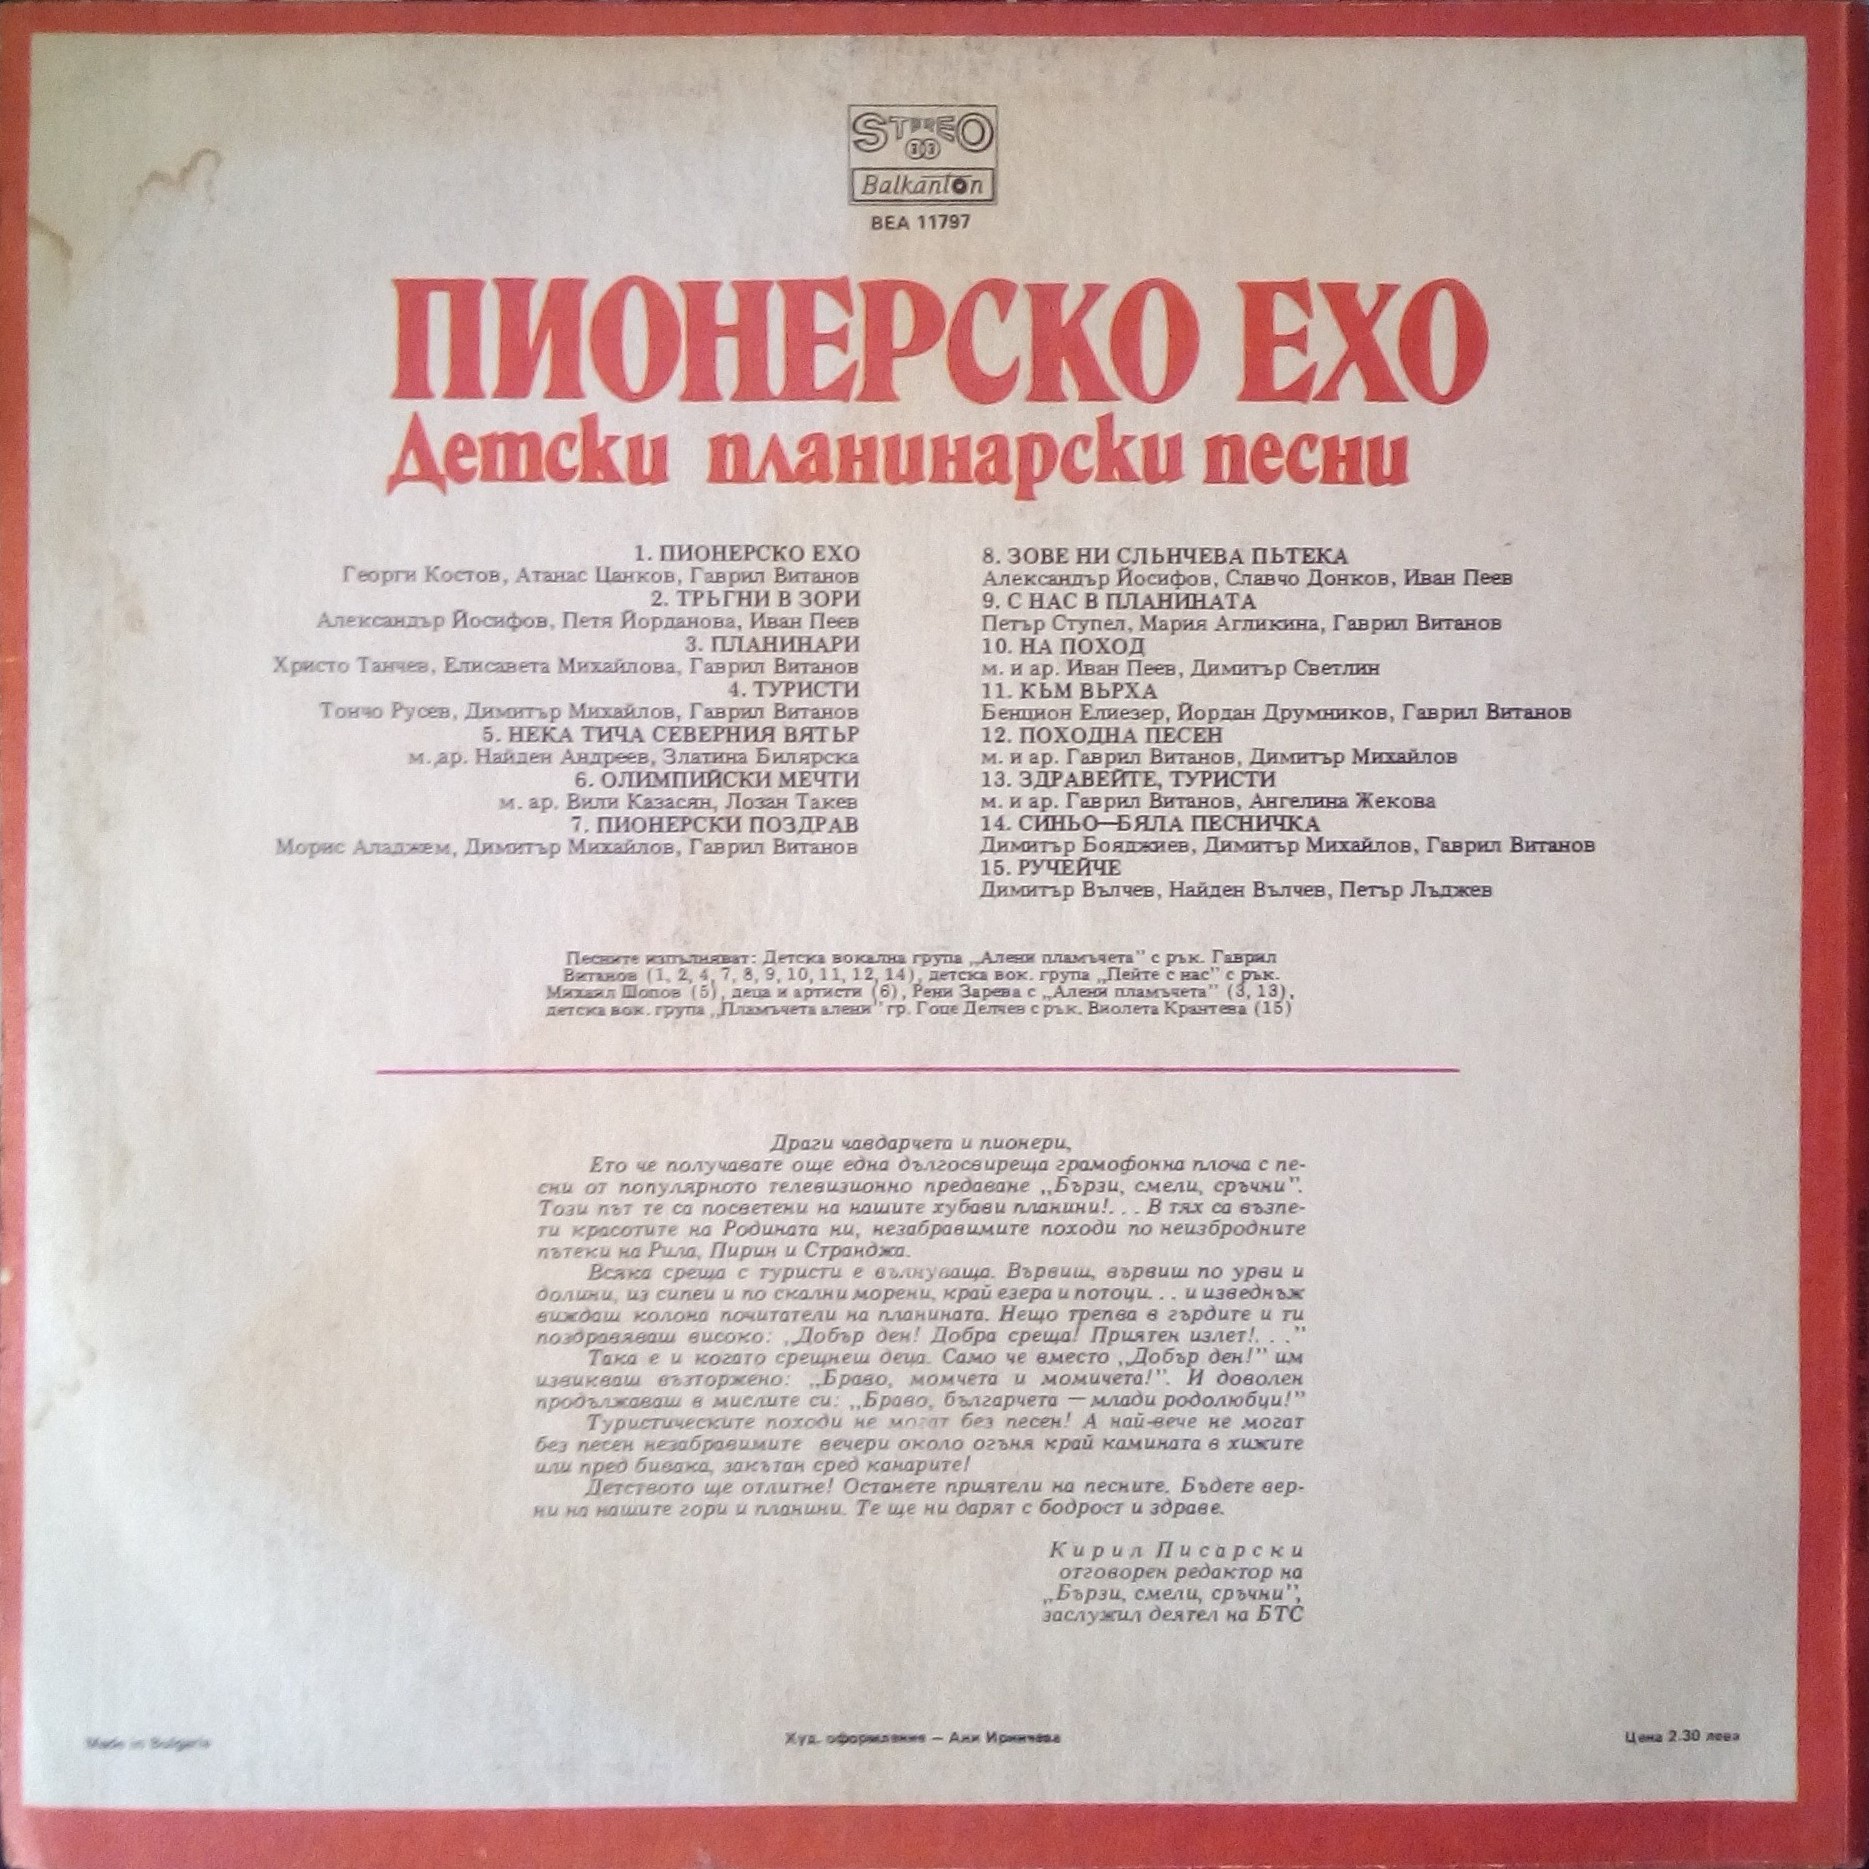 STEREO
33
Balkanton
ВЕА 11797
ПИОНЕРСКО ЕХО
Детски планинарски песни
1. ПИОНЕРСКО ЕХО
Георги Костов, Атанас Цанков, Гаврил Витанов
2. ТРЪГНИ В ЗОРИ
Александър Йосифов, Петя Йорданова, Иван Пеев
3. ПЛАНИНАРИ
Христо Танчев, Елисавета Михайлова, Гаврил Витанов
4. ТУРИСТИ
Тончо Русев, Димитър Михайлов, Гаврил Витанов
5. НЕКА ТИЧА СЕВЕРНИЯ ВЯТЪР
м. ар. Найден Андреев, Златина Билярска
6. ОЛИМПИЙСКИ МЕЧТИ
м. ар. Вили Казасян, Лозан Такев
7. ПИОНЕРСКИ ПОЗДРАВ
Морис Аладжем, Димитър Михайлов, Гаврил Витанов
8. ЗОВЕ НИ СЛЪНЧЕВА ПЪТЕКА
Александър Йосифов, Славчо Донков, Иван Пеев
9. С НАС В ПЛАНИНАТА
Петър Ступел, Мария Агликина, Гаврил Витанов
10. НА ПОХОД
м. и ар. Иван Пеев, Димитър Светлин
11. КЪМ ВЪРХА
Бенцион Елиезер, Йордан Друмников, Гаврил Витанов
12. ПОХОДНА ПЕСЕН
м. и ар. Гаврил Витанов, Димитър Михайлов
13. ЗДРАВЕЙТЕ, ТУРИСТИ
м. и ар. Гаврил Витанов, Ангелина Жекова
14. СИНЬО—БЯЛА ПЕСНИЧКА
Димитър Бояджиев, Димитър Михайлов, Гаврил Витанов
15. РУЧЕЙЧЕ
Димитър Вълчев, Найден Вълчев, Петър Лъджев
Песните изпълняват: Детска вокална група „Алени пламъчета” с рък. Гаврил
Витанов (1, 2, 4, 7, 8, 9, 10, 11, 12, 14), детска вок. група „Пейте с нас” с рък.
Михаил Шопов (5), деца и артисти (6), Рени Зарева с „Алени пламъчета” (3, 13),
детска вок. група „Пламъчета алени” гр. Гоце Делчев с рък. Виолета Крантева (15)
Драги чавдарчета и пионери,
Ето че получавате още една дългосвиреща грамофонна плоча с пе-
сни от популярното телевизионно предаване „Бързи, смели, сръчни”.
Този път те са посветени на нашите хубави планини!. . . В тях са възпе-
ти красотите на Родината ни, незабравимите походи по неизбродните
пътеки на Рила, Пирин и Странджа.
Всяка среща с туристи е вълнуваща. Вървиш, вървиш по урви и
долини, из сипеи и по скални морени, край езера и потоци. . . и изведнъж
виждаш колона почитатели на планината. Нещо трепва в гърдите и ти
поздравяваш високо: „Добър ден! Добра среща! Приятен излет!. . .”
Така е и когато срещнеш деца. Само че вместо „Добър ден!” им
извикваш възторжено: „Браво, момчета и момичета!”. И доволен
продължаваш в мислите си: „Браво, българчета — млади родолюбци!”
Туристическите походи не могат без песен! А най-вече не могат
без песен незабравимите вечери около огъня край камината в хижите
или пред бивака, закътан сред канарите!
Детството ще отлитне! Останете приятели на песните. Бъдете вер-
ни на нашите гори и планини. Те ще ни дарят с бодрост и здраве.
Кирил Писарски
отговорен редактор на
„Бързи, смели, сръчни”,
заслужил деятел на БТС
Made in Bulgaria
Худ. оформление — Ани Иринчева
Цена 2.30 лева